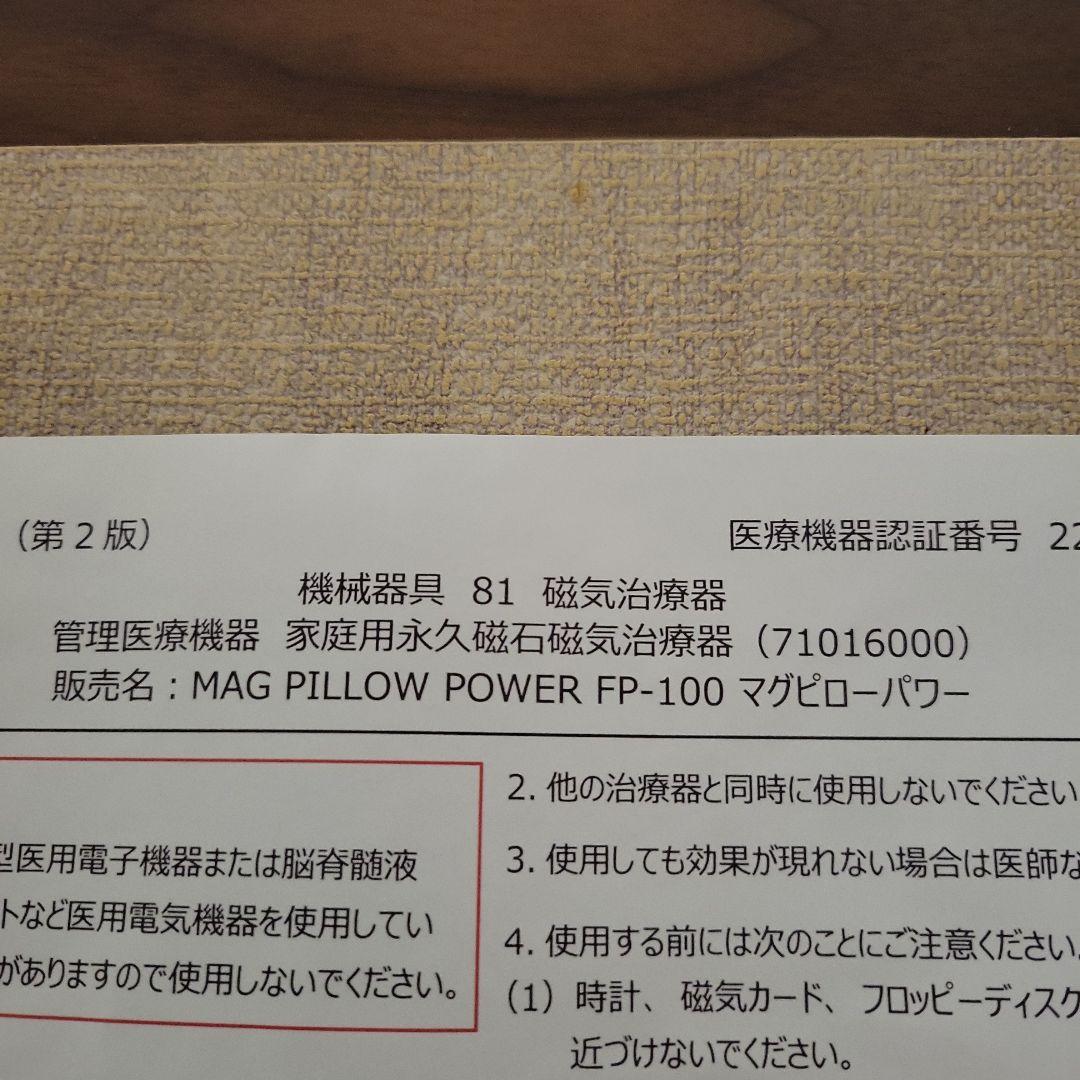 （第２版）
医療機器認証番号 22
機械器具 81 磁気治療器
管理医療機器 家庭用永久磁石磁気治療器（71016000）
販売名：MAG PILLOW POWER FP-100 マグピローパワー
型医用電子機器または脳脊髄液
トなど医用電気機器を使用してい
がありますので使用しないでください。
2. 他の治療器と同時に使用しないでください
3. 使用しても効果が現れない場合は医師な
4. 使用する前には次のことにご注意ください。
（1）時計、磁気カード、フロッピーディスク
近づけないでください。